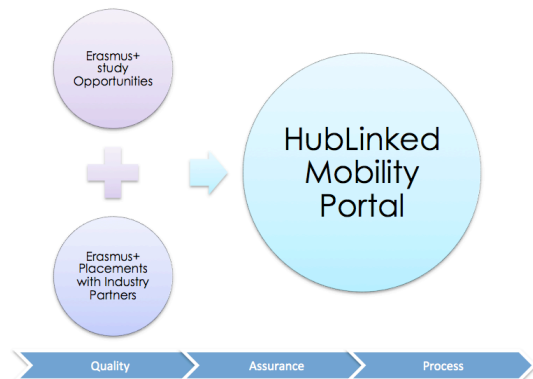 Erasmus+
study
Opportunities
HubLinked
Mobility
Portal
Erasmus+
Placements
with Industry
Partners
Quality
Assurance
Process